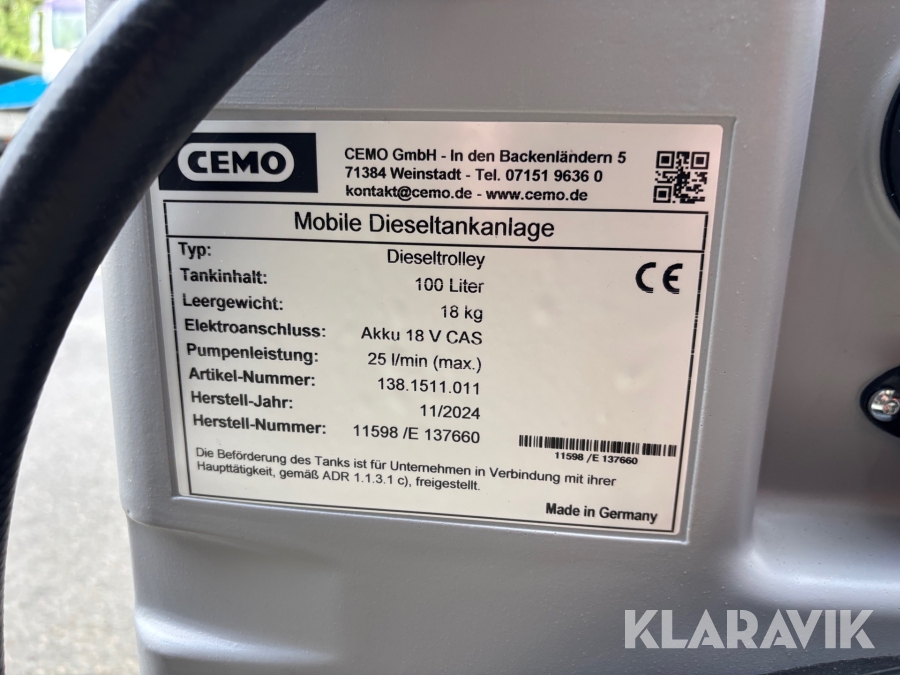 CEMO
CEMO GmbH - In den Backenländern 5
71384 Weinstadt - Tel. 07151 9636 0
kontakt@cemo.de - www.cemo.de
Mobile Dieseltankanlage
Typ: Dieseltrolley
Tankinhalt: 100 Liter
Leergewicht: 18 kg
Elektroanschluss: Akku 18 V CAS
Pumpenleistung: 25 l/min (max.)
Artikel-Nummer: 138.1511.011
Herstell-Jahr: 11/2024
Herstell-Nummer: 11598 /E 137660
CE
11598 /E 137660
Die Beförderung des Tanks ist für Unternehmen in Verbindung mit ihrer
Haupttätigkeit, gemäß ADR 1.1.3.1 c), freigestellt.
Made in Germany
KLARAVIK